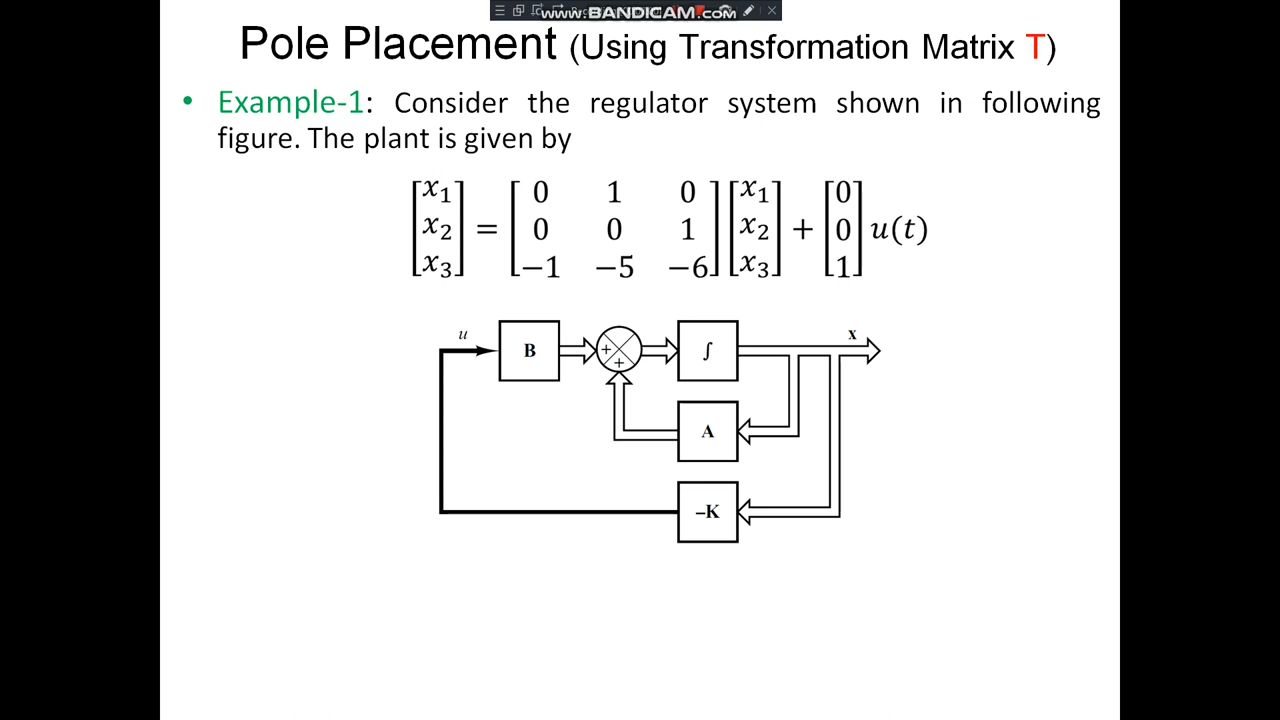 www.BANDICAM.com
Pole Placement (Using Transformation Matrix T)
• Example-1: Consider the regulator system shown in following
figure. The plant is given by
[x1] = [0 1 0] [x1] + [0] u(t)
[x2] [0 0 1] [x2] [0]
[x3] [−1 −5 −6] [x3] [1]
u B + + ∫ x
A
−K